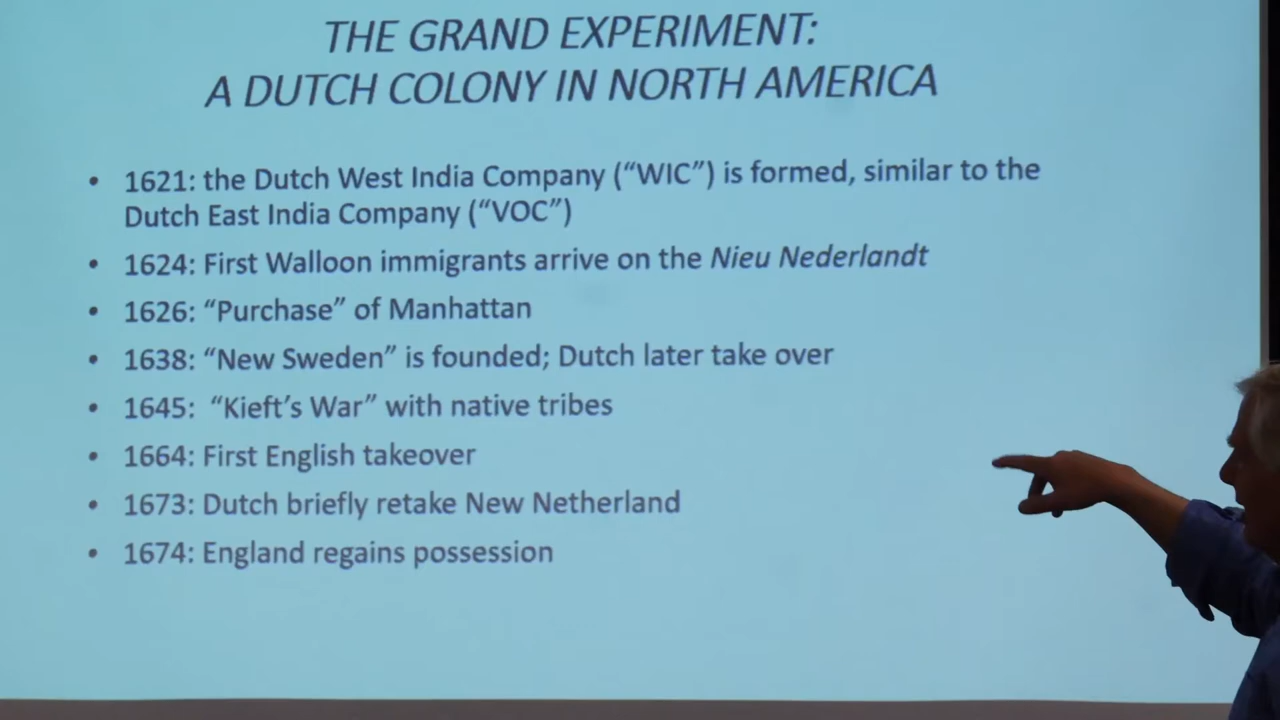 THE GRAND EXPERIMENT:
A DUTCH COLONY IN NORTH AMERICA
• 1621: the Dutch West India Company (“WIC”) is formed, similar to the
Dutch East India Company (“VOC”)
• 1624: First Walloon immigrants arrive on the Nieu Nederlandt
• 1626: “Purchase” of Manhattan
• 1638: “New Sweden” is founded; Dutch later take over
• 1645: “Kieft’s War” with native tribes
• 1664: First English takeover
• 1673: Dutch briefly retake New Netherland
• 1674: England regains possession